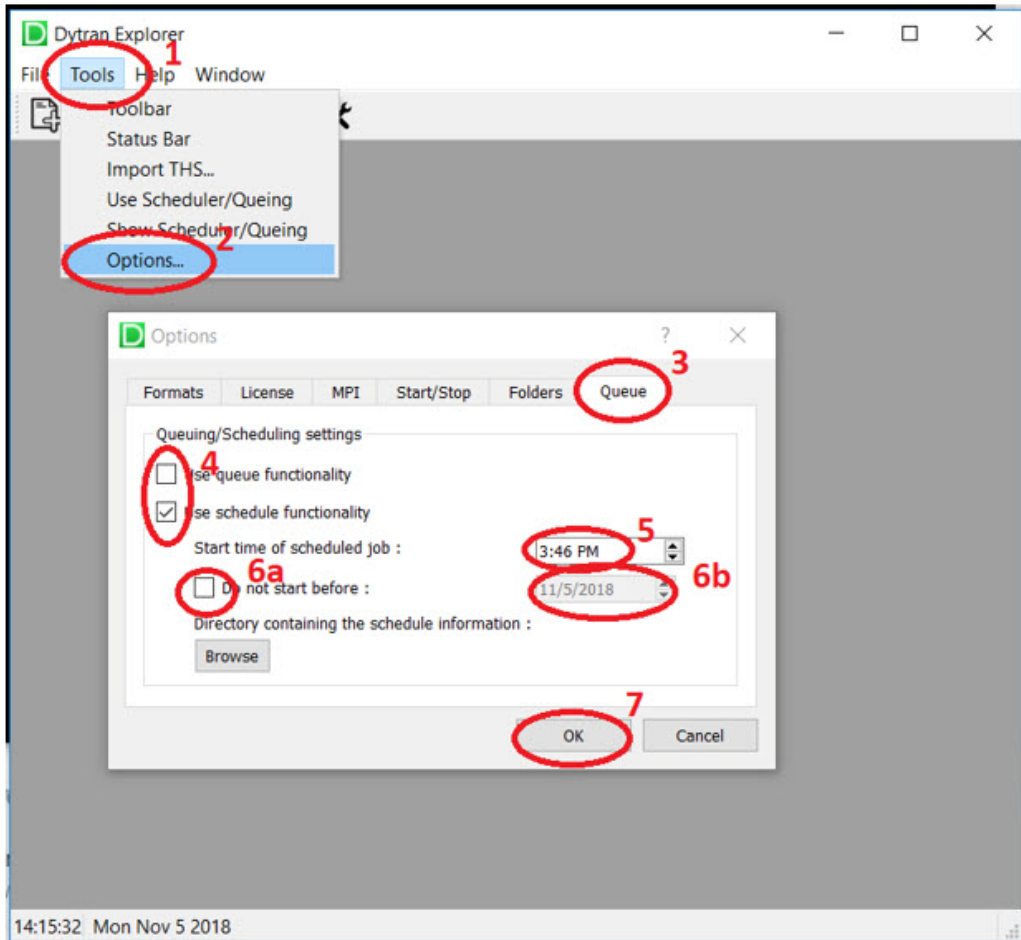 Dytran Explorer
1
File Tools Help Window
Toolbar
Status Bar
Import THS...
Use Scheduler/Queing
Show Scheduler/Queing
2
Options...
Options ?
3
Formats License MPI Start/Stop Folders Queue
Queuing/Scheduling settings
4
Use queue functionality
Use schedule functionality
5
Start time of scheduled job : 3:46 PM
6a 6b
Do not start before : 11/5/2018
Directory containing the schedule information :
Browse
7
OK Cancel
14:15:32 Mon Nov 5 2018